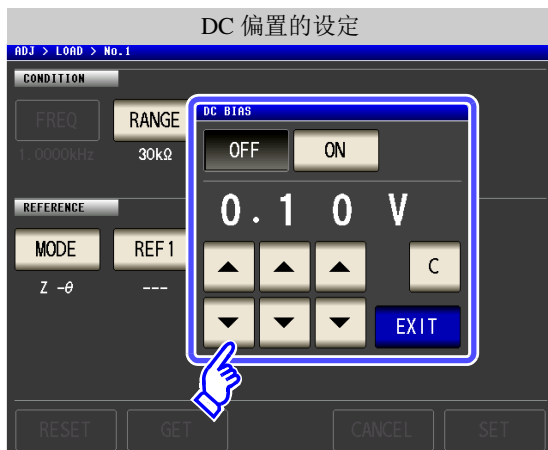 DC 偏置的设定
ADJ > LOAD > No.1
CONDITION
FREQ RANGE
1.0000kHz 30kΩ
DC BIAS
OFF ON
0.10 V
C
EXIT
REFERENCE
MODE REF1
Z -θ ---
RESET GET CANCEL SET